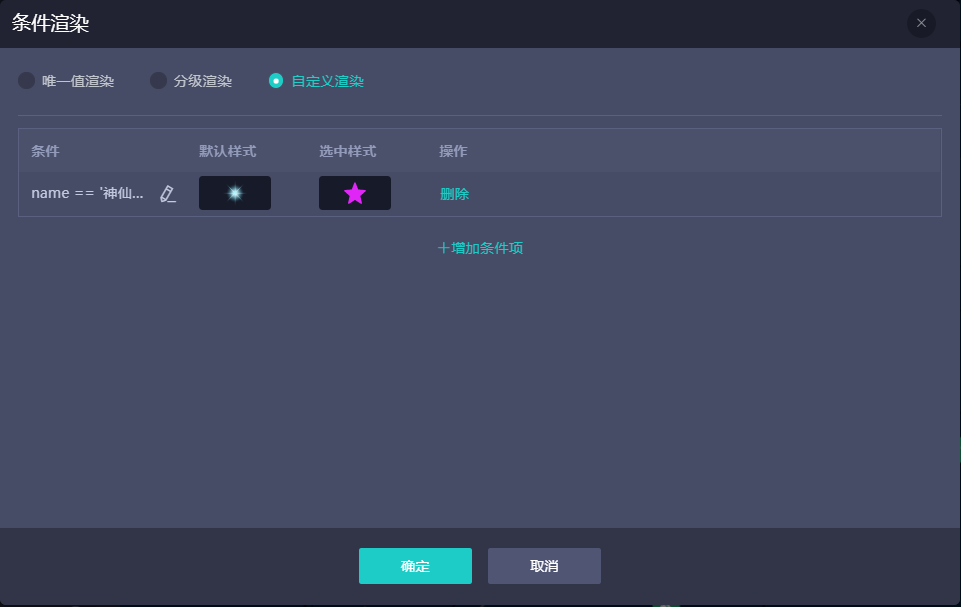 条件渲染
唯一值渲染 分级渲染 自定义渲染
条件 默认样式 选中样式 操作
name == '神仙... 删除
+增加条件项
确定 取消